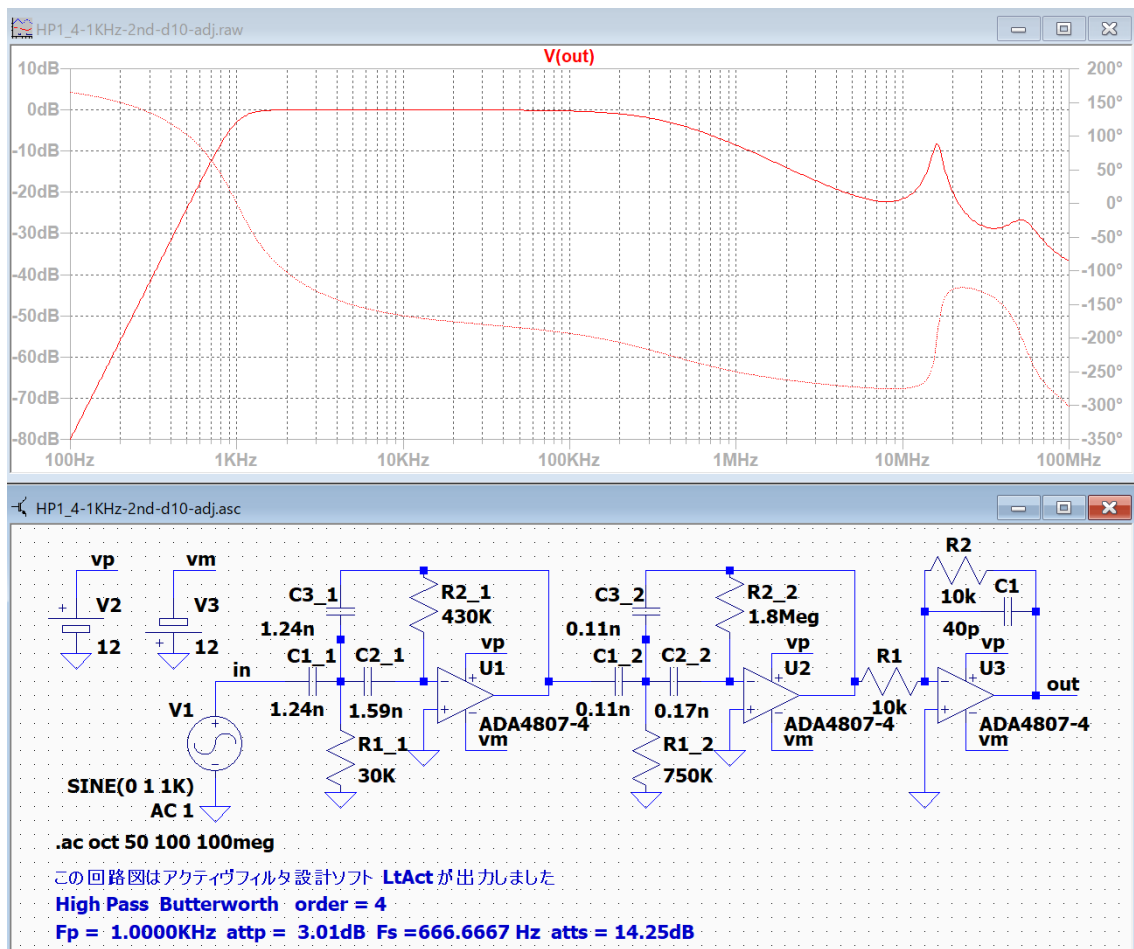 HP1_4-1KHz-2nd-d10-adj.raw
V(out)
10dB
0dB
-10dB
-20dB
-30dB
-40dB
-50dB
-60dB
-70dB
-80dB
200°
150°
100°
50°
0°
-50°
-100°
-150°
-200°
-250°
-300°
-350°
100Hz
1KHz
10KHz
100KHz
1MHz
10MHz
100MHz
HP1_4-1KHz-2nd-d10-adj.asc
vp
V2
12
vm
V3
12
in
V1
SINE(0 1 1K)
AC 1
C3_1
1.24n
C1_1
1.24n
C2_1
1.59n
R2_1
430K
R1_1
30K
vp
U1
ADA4807-4
vm
C3_2
0.11n
C1_2
0.11n
C2_2
0.17n
R2_2
1.8Meg
R1_2
750K
vp
U2
ADA4807-4
vm
R1
10k
R2
10k
C1
40p
vp
U3
ADA4807-4
vm
out
.ac oct 50 100 100meg
この回路図はアクティヴフィルタ設計ソフト LtAct が出力しました
High Pass Butterworth order = 4
Fp = 1.0000KHz attp = 3.01dB Fs =666.6667 Hz atts = 14.25dB